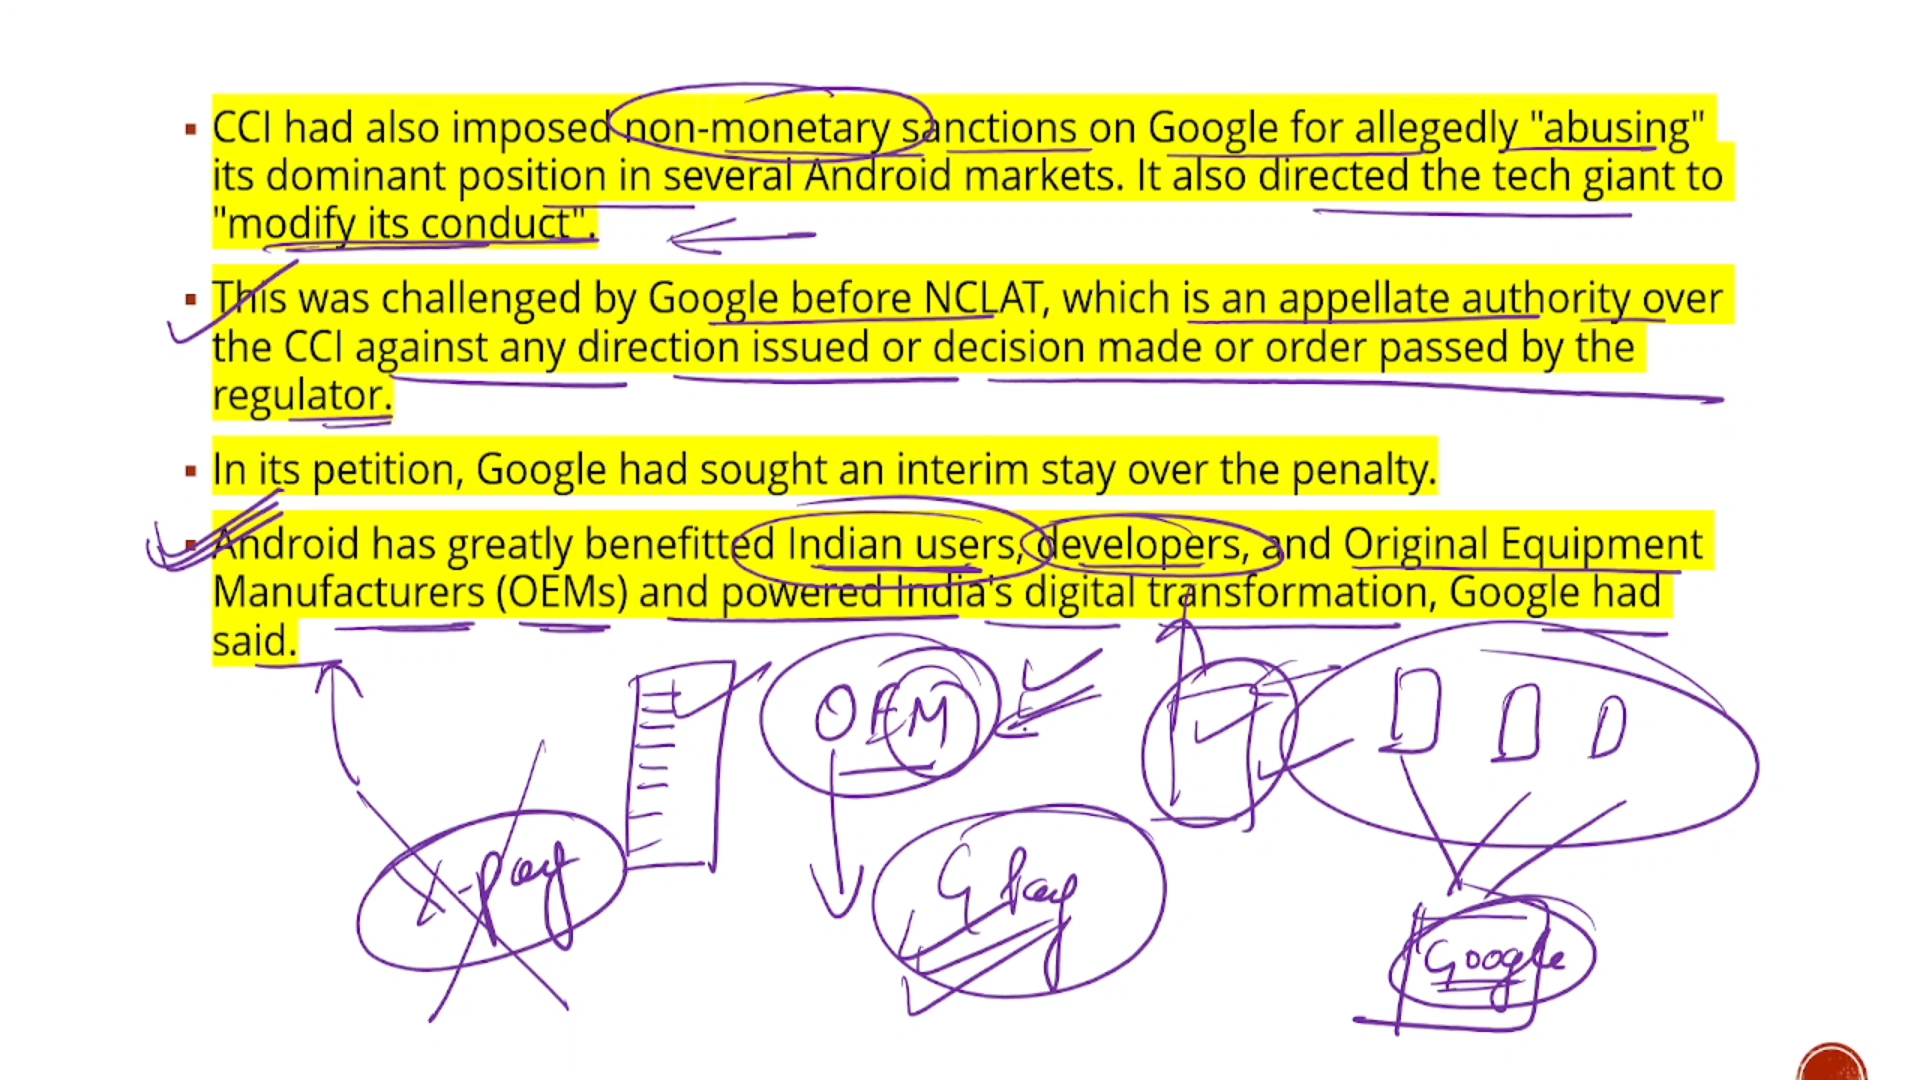 CCI had also imposed non-monetary sanctions on Google for allegedly "abusing"
its dominant position in several Android markets. It also directed the tech giant to
"modify its conduct".
This was challenged by Google before NCLAT, which is an appellate authority over
the CCI against any direction issued or decision made or order passed by the
regulator.
In its petition, Google had sought an interim stay over the penalty.
Android has greatly benefitted Indian users, developers, and Original Equipment
Manufacturers (OEMs) and powered India's digital transformation, Google had
said.
OEM
X-pay
G Pay
Google